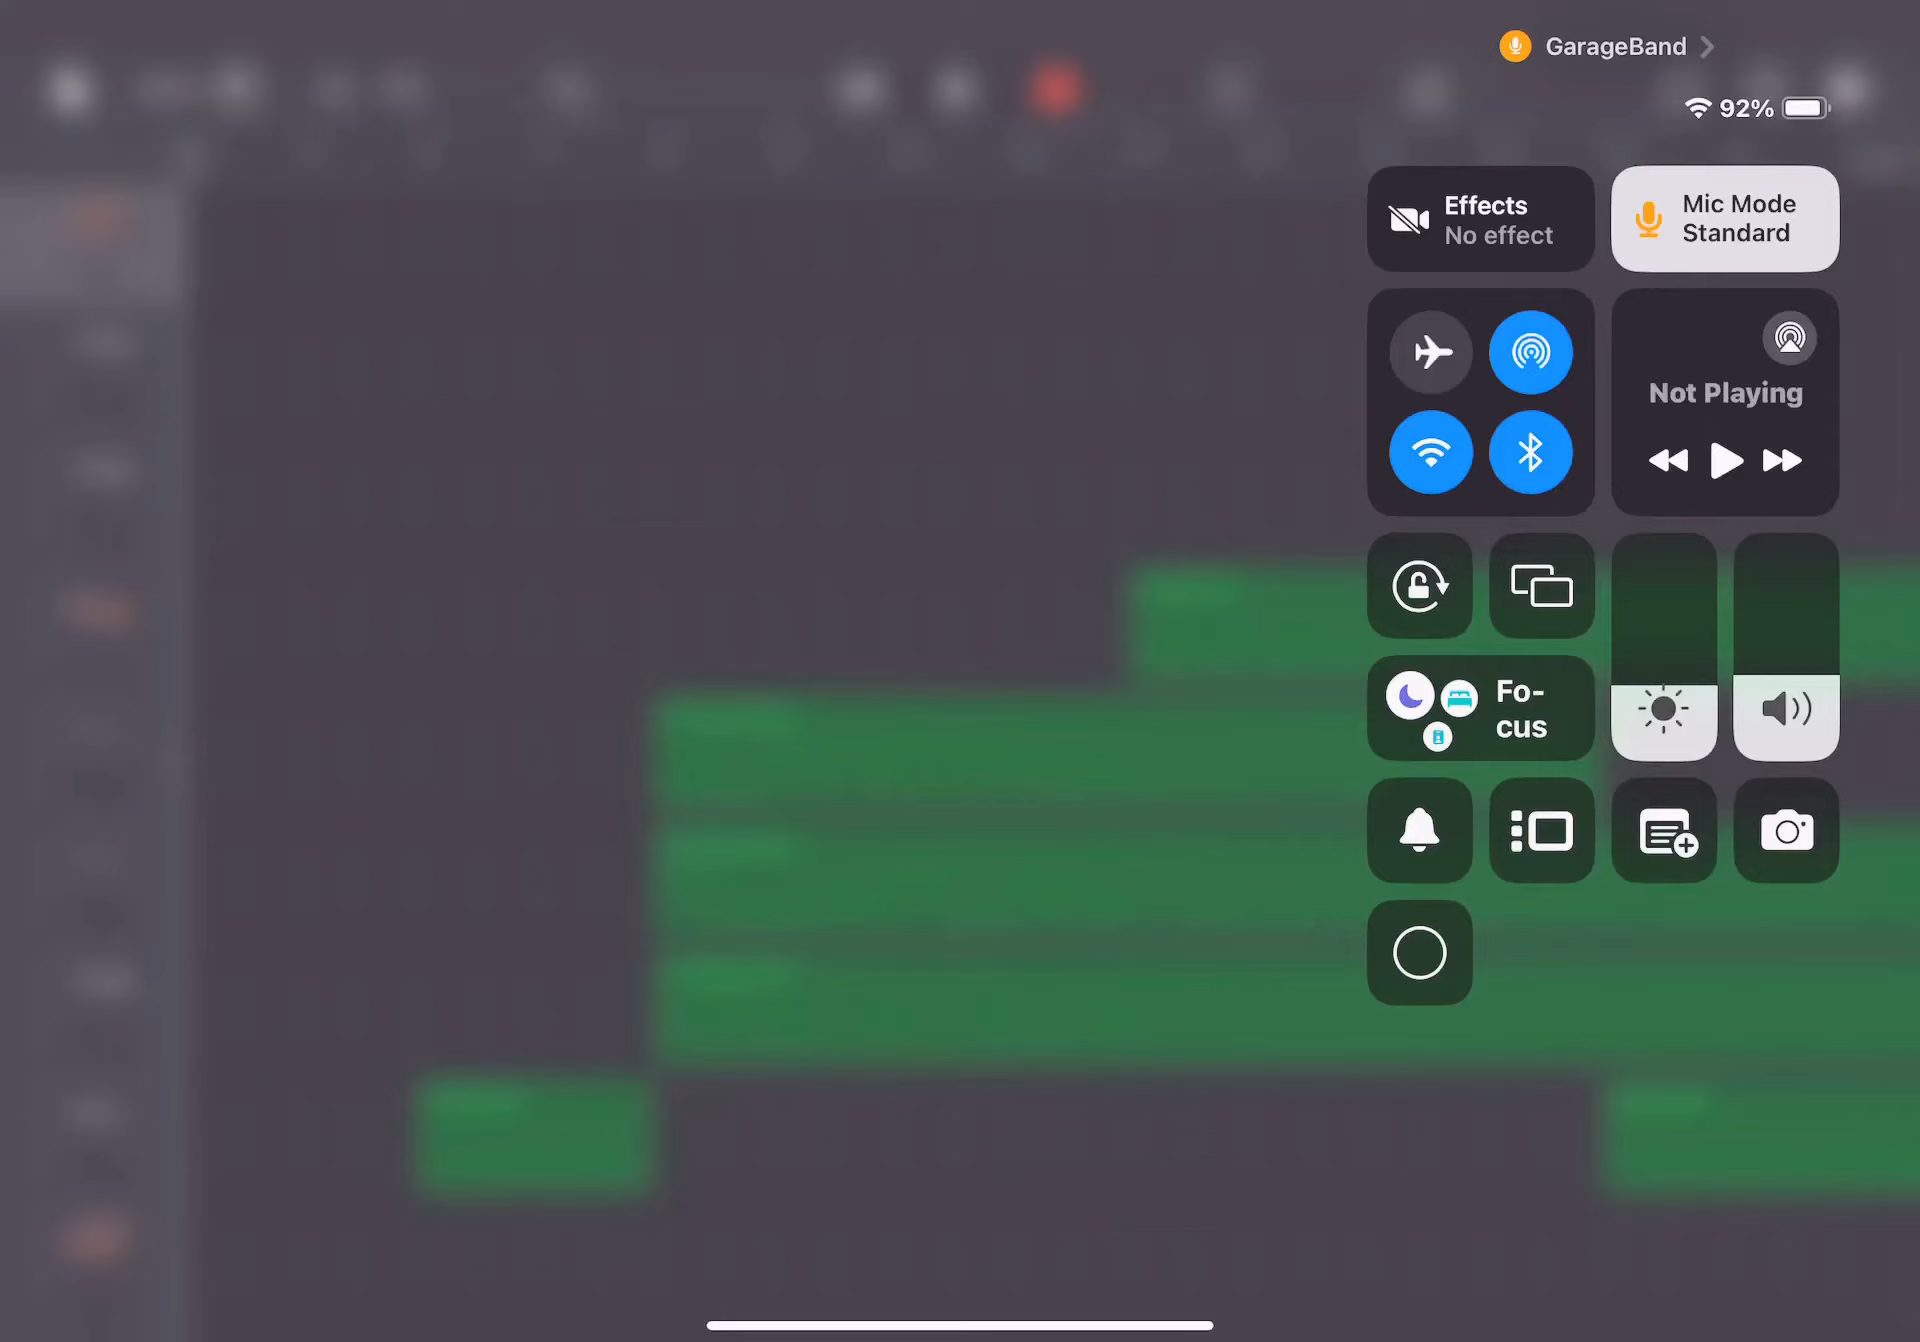 GarageBand
92%
Effects
No effect
Mic Mode
Standard
Not Playing
Fo-
cus